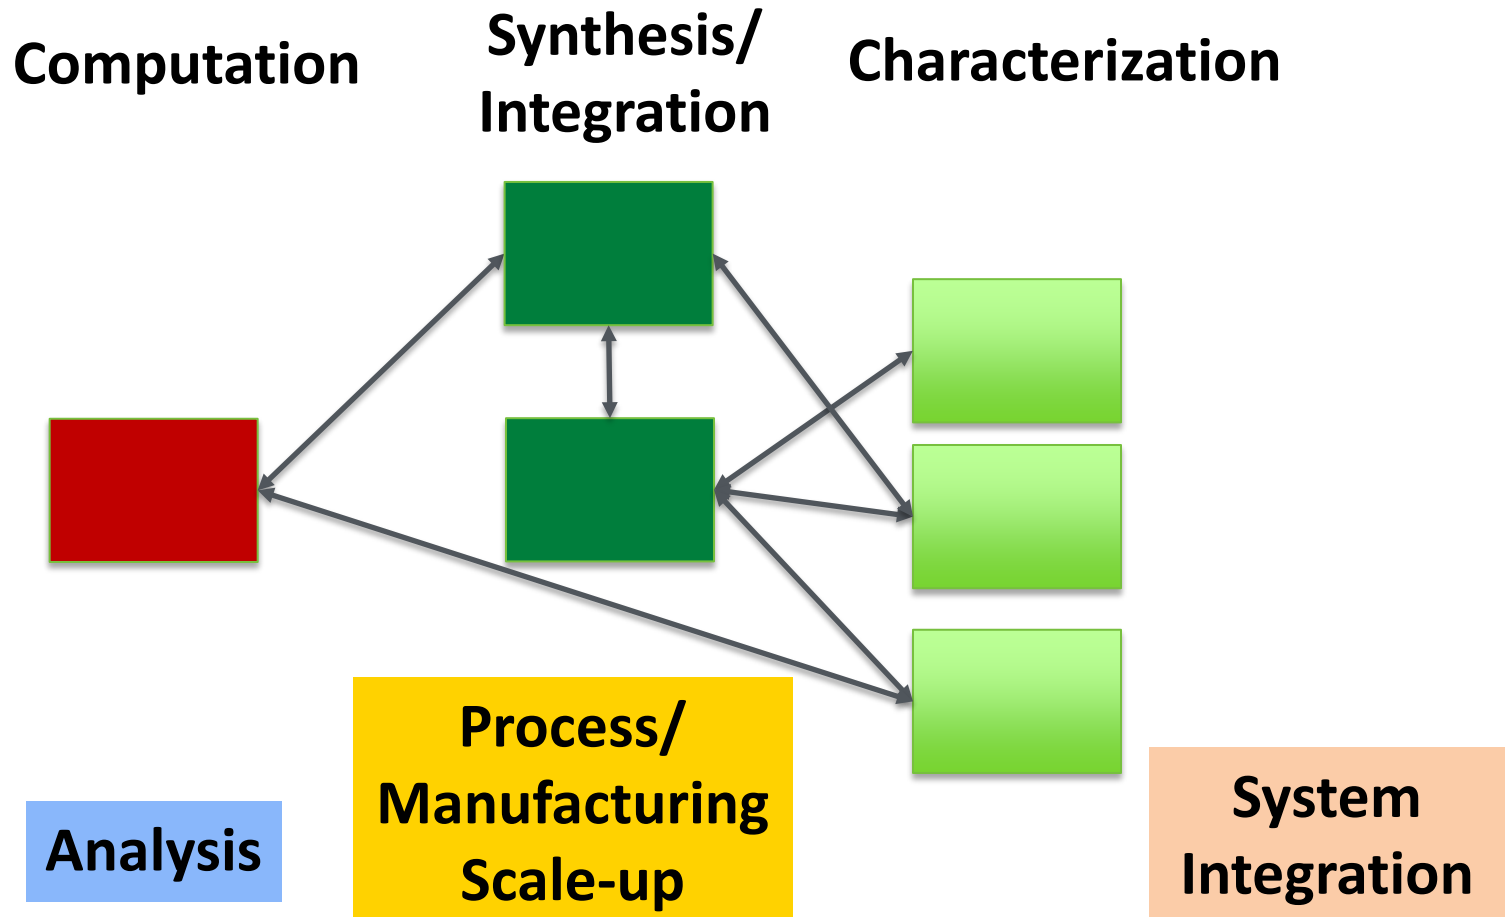 Computation
Synthesis/
Integration
Characterization
Process/
Manufacturing
Scale-up
Analysis
System
Integration